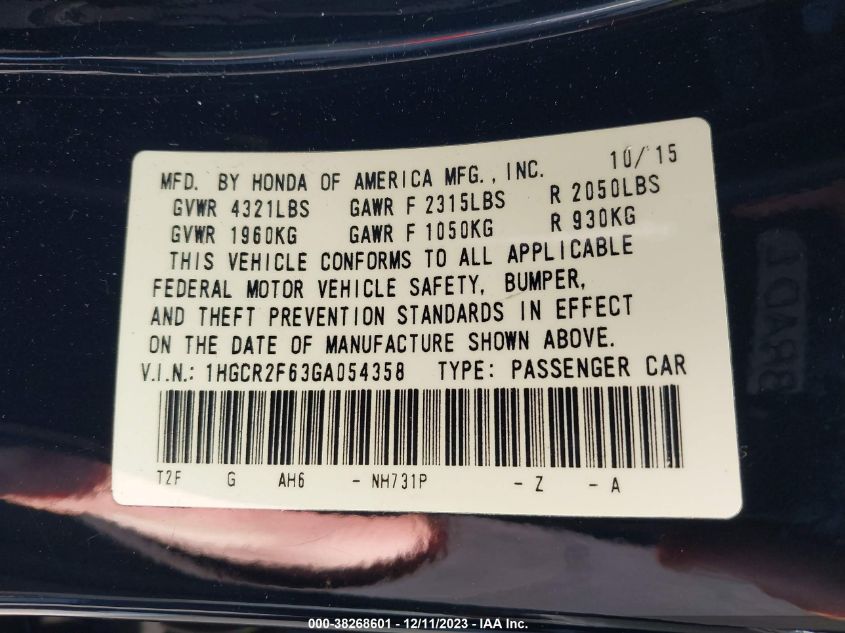 MFD. BY HONDA OF AMERICA MFG., INC. 10/15
GVWR 4321LBS GAWR F 2315LBS R 2050LBS
GVWR 1960KG GAWR F 1050KG R 930KG
THIS VEHICLE CONFORMS TO ALL APPLICABLE
FEDERAL MOTOR VEHICLE SAFETY, BUMPER,
AND THEFT PREVENTION STANDARDS IN EFFECT
ON THE DATE OF MANUFACTURE SHOWN ABOVE.
V.I.N.: 1HGCR2F63GA054358 TYPE: PASSENGER CAR
T2F G AH6 - NH731P - Z - A
000-38268601 - 12/11/2023 - IAA Inc.